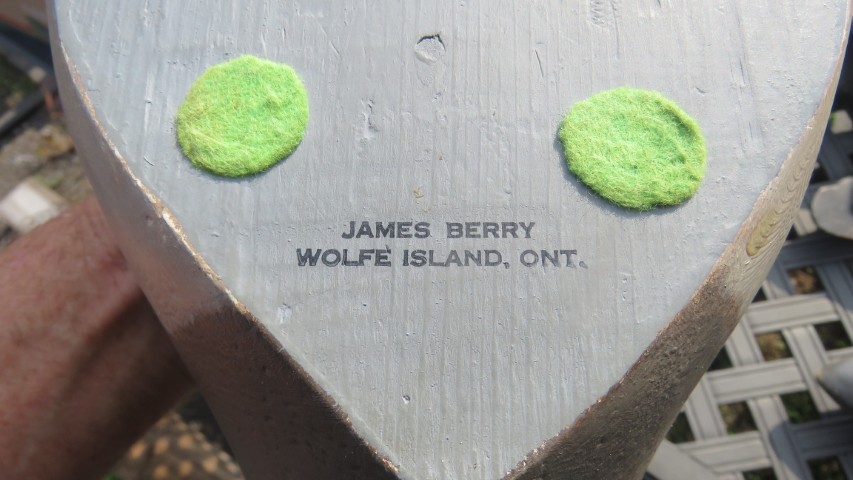 JAMES BERRY
WOLFE ISLAND, ONT.